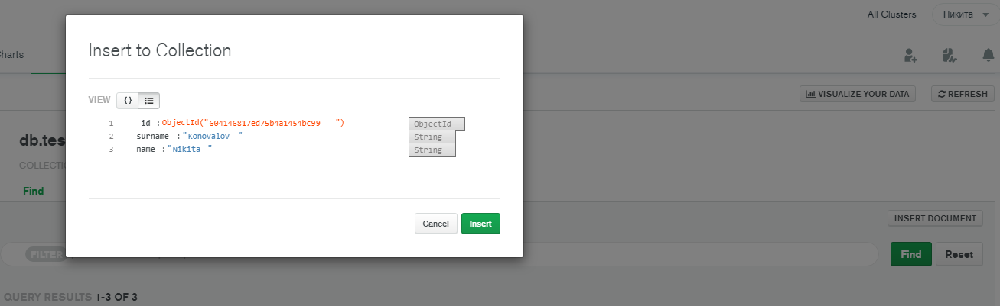 All Clusters Никита
Insert to Collection
harts
VISUALIZE YOUR DATA REFRESH
VIEW {}
1 _id : ObjectId("604146817ed75b4a1454bc99 ") ObjectId
2 surname : "Konovalov " String
3 name : "Nikita " String
db.tes
COLLECTIO
Find
Cancel Insert
INSERT DOCUMENT
FILTER Find Reset
QUERY RESULTS 1-3 OF 3